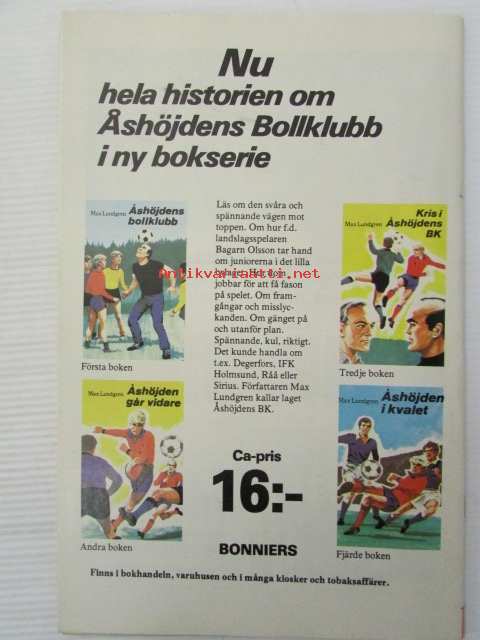 Nu
hela historien om
Åshöjdens Bollklubb
i ny bokserie
Max Lundgren Åshöjdens
bollklubb
Första boken
Max Lundgren Åshöjden
går vidare
Andra boken
Läs om den svåra och
spännande vägen mot
toppen. Om hur f.d.
landslagsspelaren
Bagarn Olsson tar hand
om juniorerna i det lilla
laget. Hur dom
jobbar för att få fason
på spelet. Om fram-
gångar och misslyc-
kanden. Om gänget på
och utanför plan.
Spännande, kul, riktigt.
Det kunde handla om
t.ex. Degerfors, IFK
Holmsund, Råå eller
Sirius. Författaren Max
Lundgren kallar laget
Åshöjdens BK.
Antikvariaatti.com
Ca-pris
16:-
BONNIERS
Kris i
Max Lundgren Åshöjdens
BK
Tredje boken
Max Lundgren Åshöjden
i kvalet
Fjärde boken
Finns i bokhandeln, varuhusen och i många kiosker och tobaksaffärer.